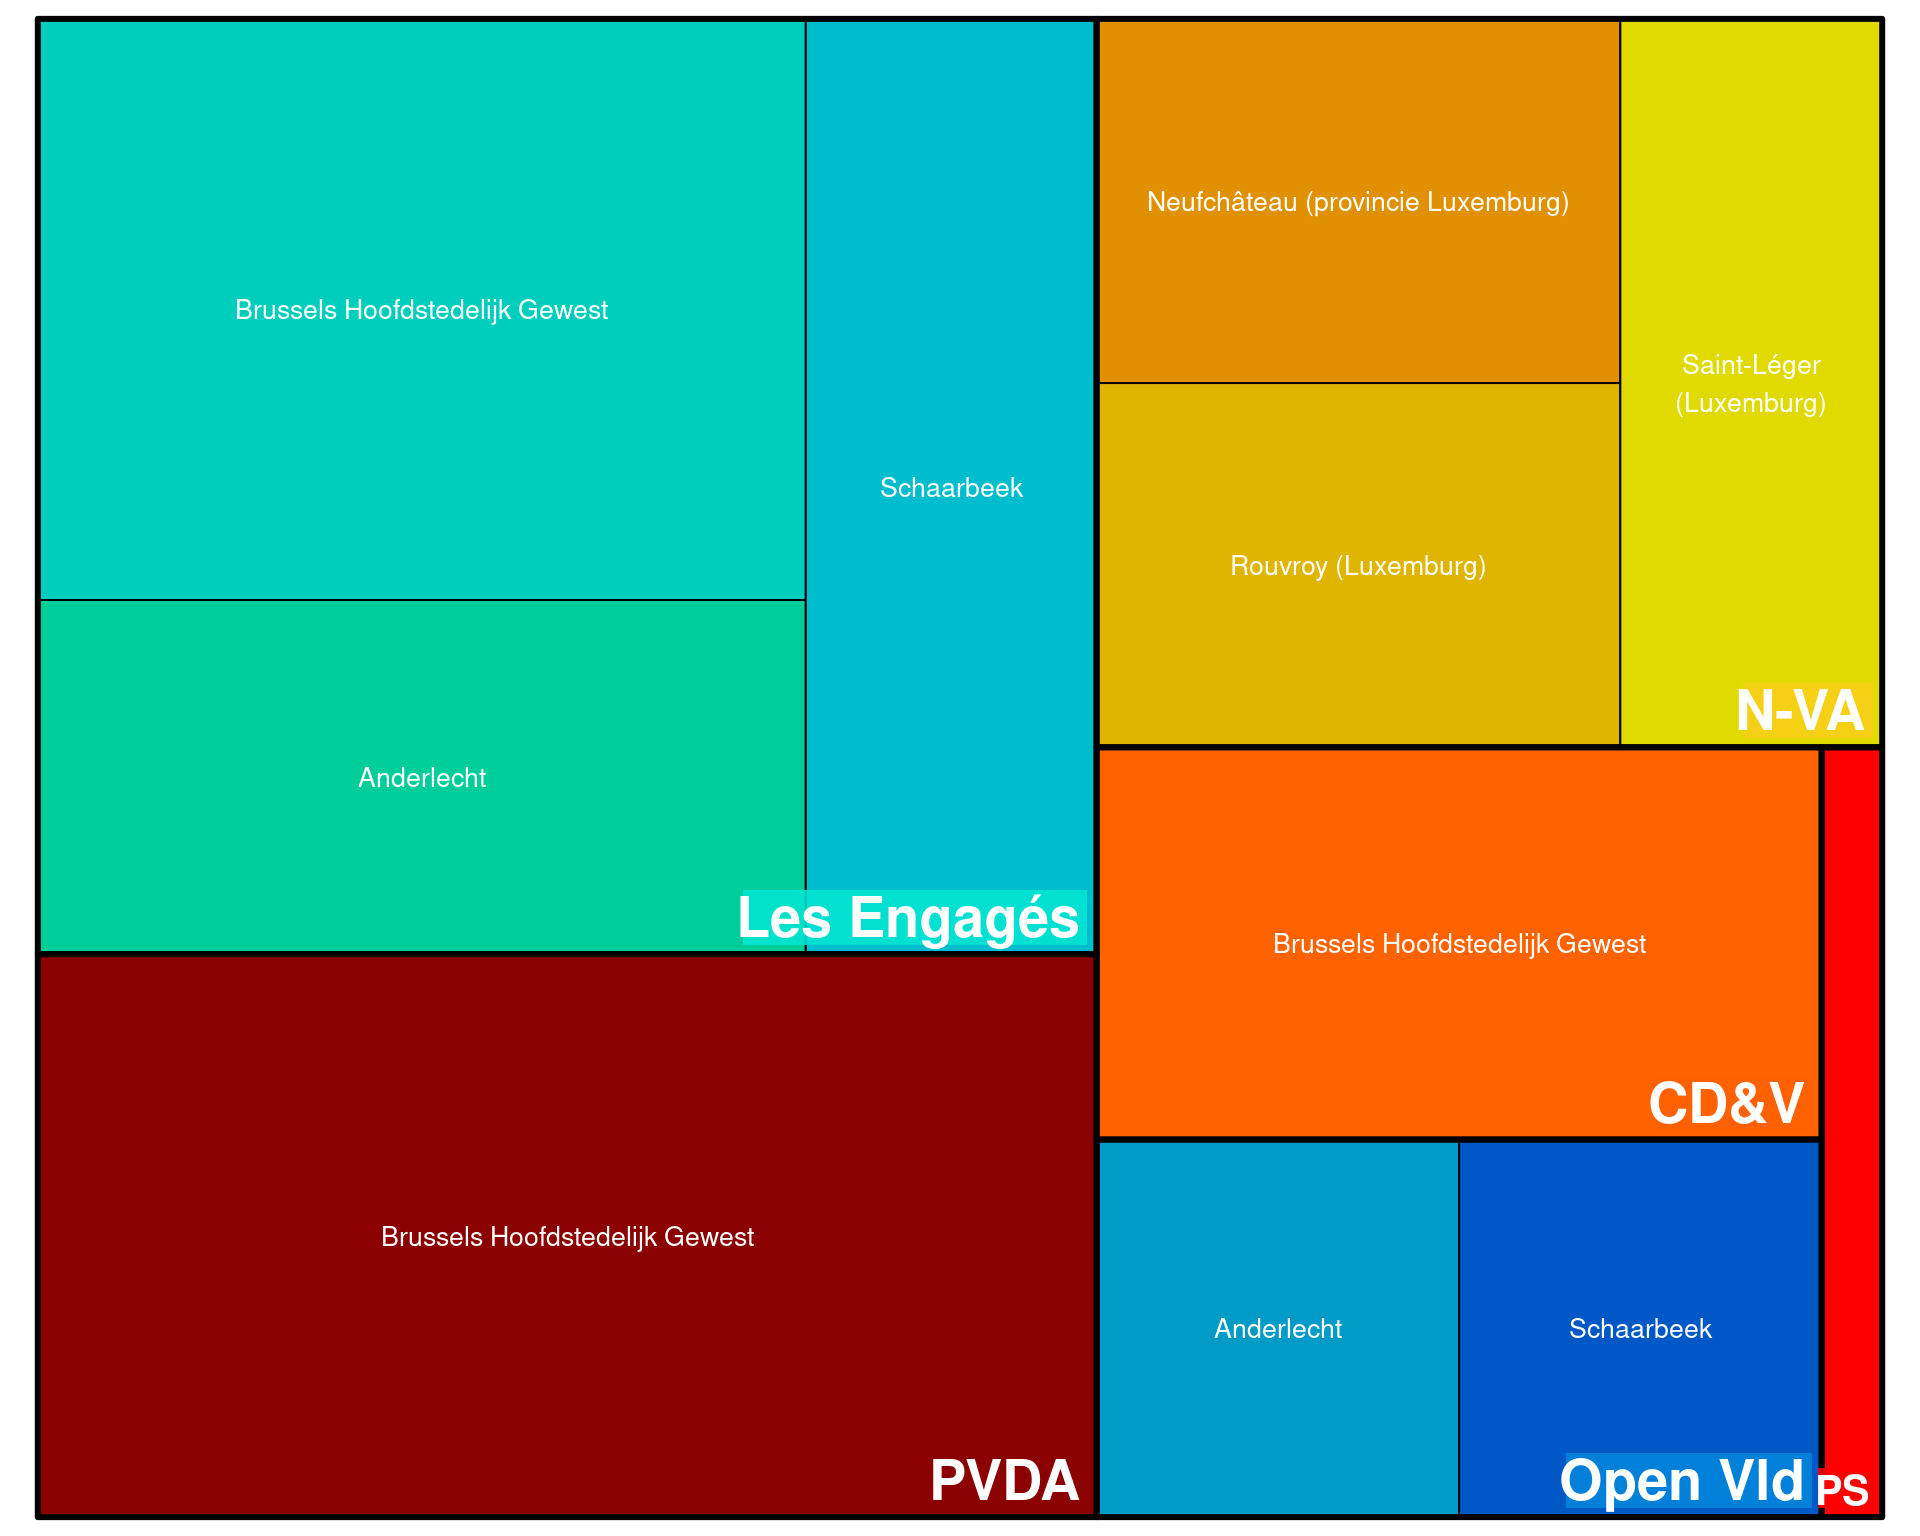 Brussels Hoofdstedelijk Gewest
Schaarbeek
Anderlecht
Les Engagés
Brussels Hoofdstedelijk Gewest
PVDA
Neufchâteau (provincie Luxemburg)
Saint-Léger
(Luxemburg)
Rouvroy (Luxemburg)
N-VA
Brussels Hoofdstedelijk Gewest
CD&V
Anderlecht
Schaarbeek
Open Vld
PS